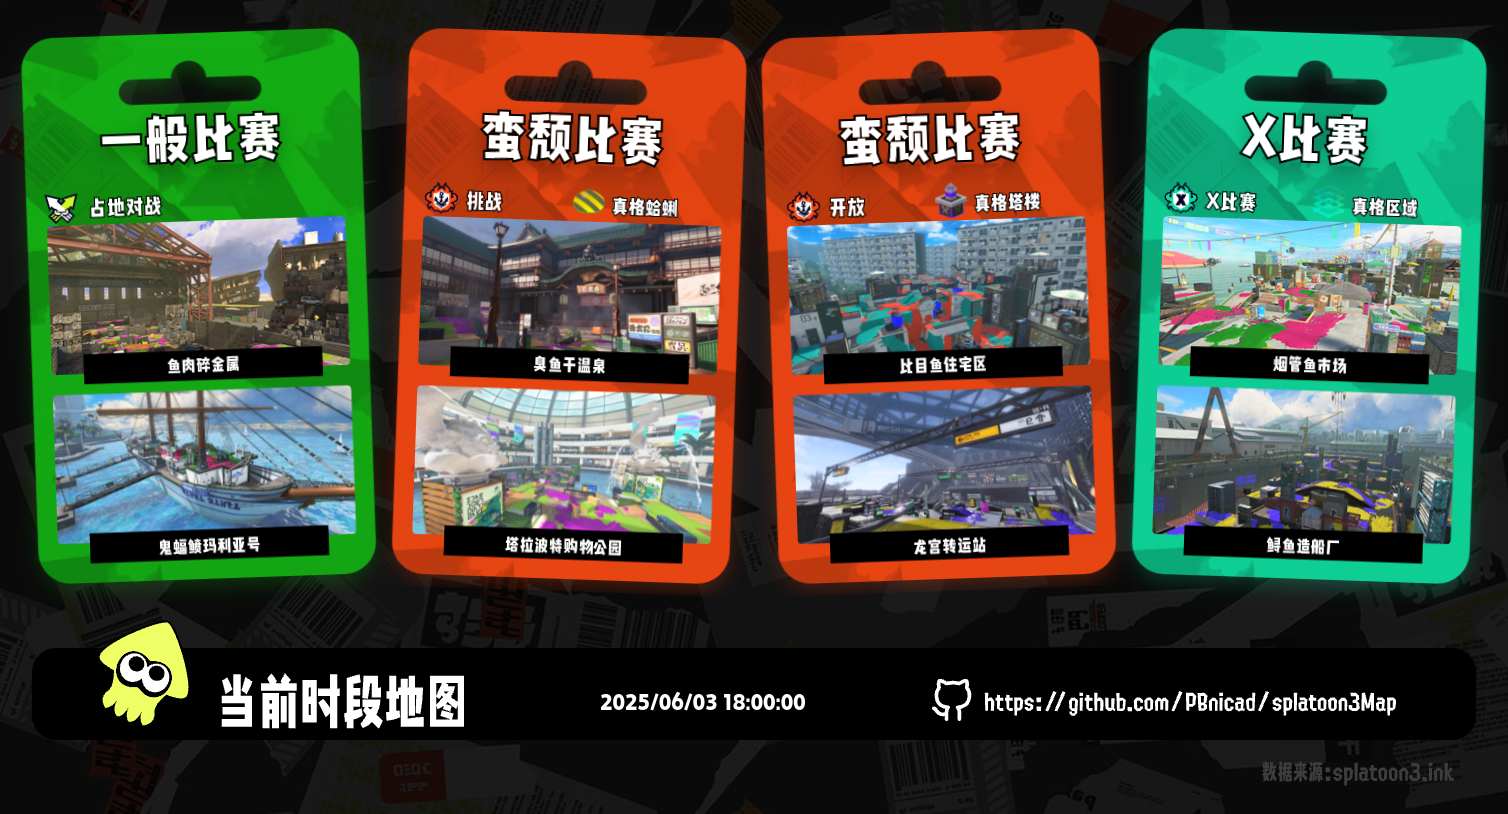 一般比赛
占地对战
鱼肉碎金属
鬼蝠鲼玛利亚号
蛮颓比赛
挑战
真格蛤蜊
臭鱼干温泉
塔拉波特购物公园
蛮颓比赛
开放
真格塔楼
比目鱼住宅区
龙宫转运站
X比赛
X比赛
真格区域
烟管鱼市场
鲟鱼造船厂
当前时段地图
2025/06/03 18:00:00
https://github.com/PBnicad/splatoon3Map
数据来源:splatoon3.ink